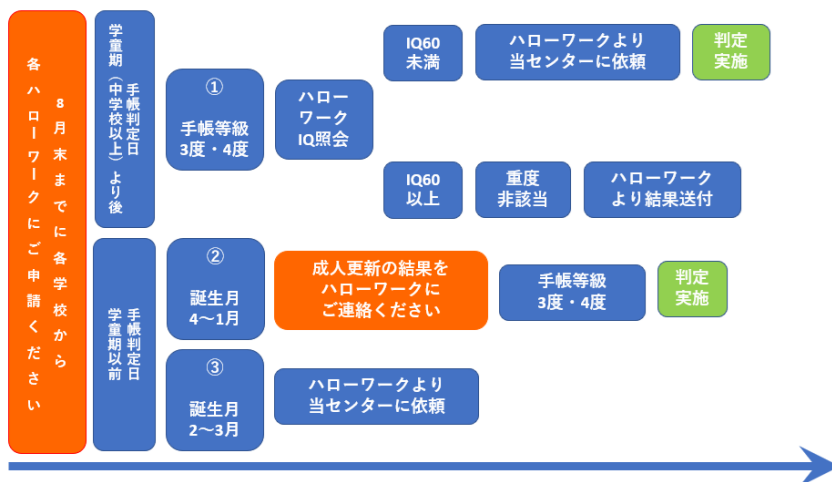 8月末までに各学校から
各ハローワークにご申請ください
手帳判定日
学童期（中学校以上）より後
①
手帳等級
3度・4度
ハロー
ワーク
IQ照会
IQ60
未満
ハローワークより
当センターに依頼
判定
実施
IQ60
以上
重度
非該当
ハローワーク
より結果送付
手帳判定日
学童期以前
②
誕生月
4～1月
成人更新の結果を
ハローワークに
ご連絡ください
手帳等級
3度・4度
判定
実施
③
誕生月
2～3月
ハローワークより
当センターに依頼